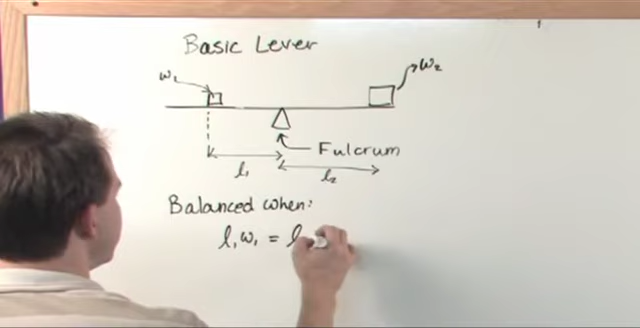 Basic Lever
w₁
w₂
Fulcrum
l₁
l₂
Balanced when:
l₁w₁ = l